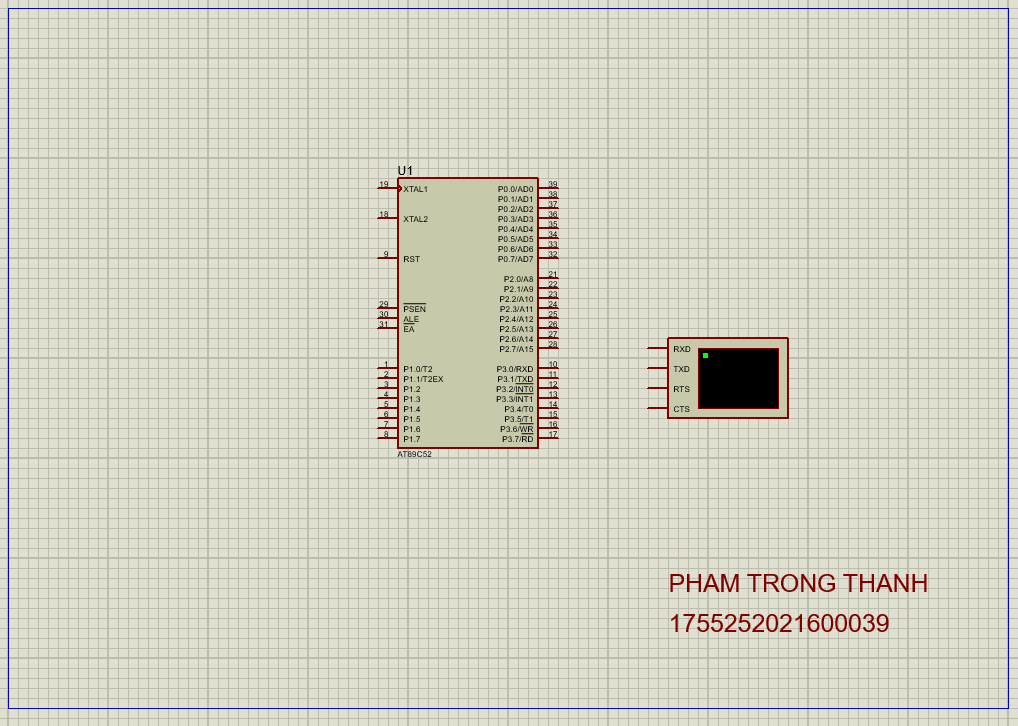 U1
19 XTAL1
18 XTAL2
9 RST
29 PSEN
30 ALE
31 EA
1 P1.0/T2
2 P1.1/T2EX
3 P1.2
4 P1.3
5 P1.4
6 P1.5
7 P1.6
8 P1.7
P0.0/AD0 39
P0.1/AD1 38
P0.2/AD2 37
P0.3/AD3 36
P0.4/AD4 35
P0.5/AD5 34
P0.6/AD6 33
P0.7/AD7 32
P2.0/A8 21
P2.1/A9 22
P2.2/A10 23
P2.3/A11 24
P2.4/A12 25
P2.5/A13 26
P2.6/A14 27
P2.7/A15 28
P3.0/RXD 10
P3.1/TXD 11
P3.2/INT0 12
P3.3/INT1 13
P3.4/T0 14
P3.5/T1 15
P3.6/WR 16
P3.7/RD 17
AT89C52
RXD
TXD
RTS
CTS
PHAM TRONG THANH
1755252021600039